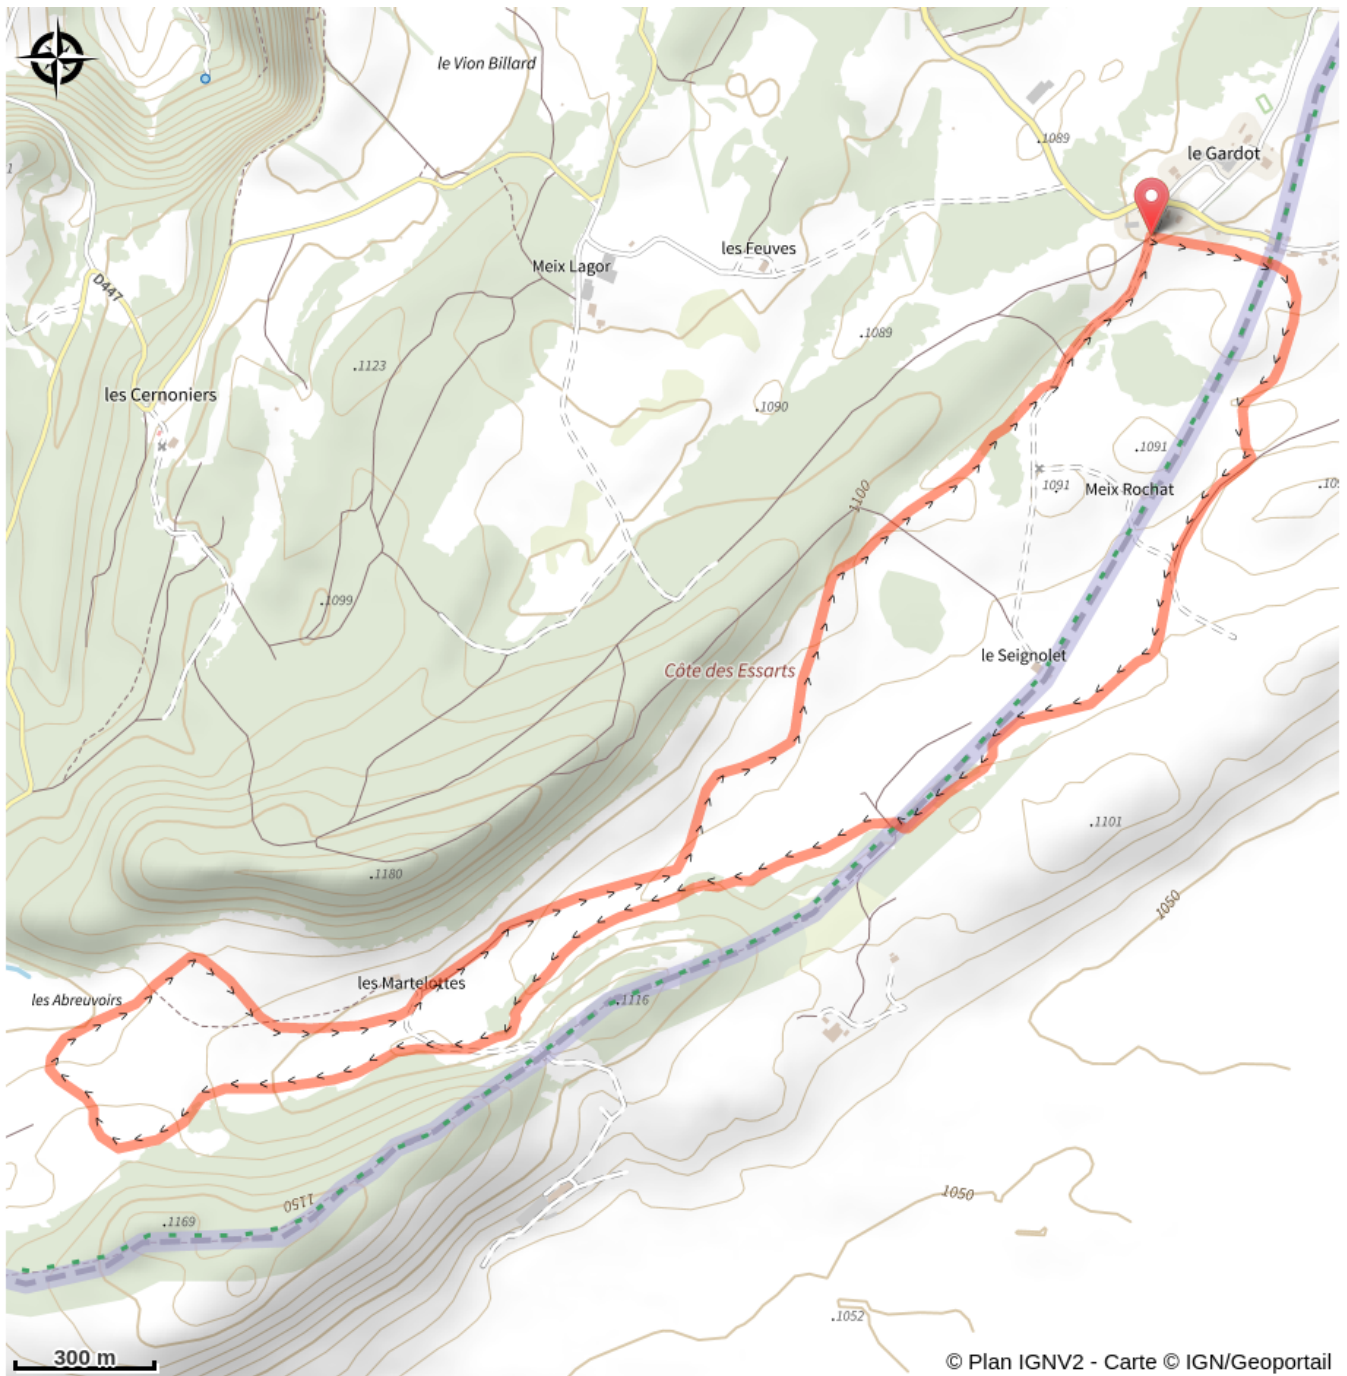 le Vion Billard
.1089
le Gardot
les Feuves
Meix Lagor
D447
.1089
.1123
les Cernoniers
.1090
.1091
1091
Meix Rochat
1100
.1099
le Seignolet
Côte des Essarts
.1101
.1180
1050
les Martelottes
les Abreuvoirs
.1116
1050
1150
.1169
.1052
300 m
© Plan IGNV2 - Carte © IGN/Geoportail